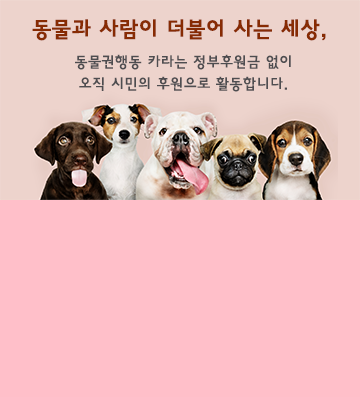 동물과 사람이 더불어 사는 세상,
동물권행동 카라는 정부후원금 없이
오직 시민의 후원으로 활동합니다.